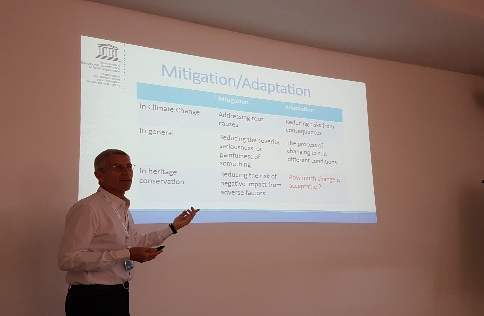 Mitigation/Adaptation
Mitigation
Adaptation
In Climate Change
Addressing root
causes
Reducing risks from
consequences
In general
Reducing the severity,
seriousness or
painfulness of
something
The process of
changing to suit
different conditions
In heritage
conservation
Reducing the risk of
negative impact from
adverse factors
How much change is
acceptable?